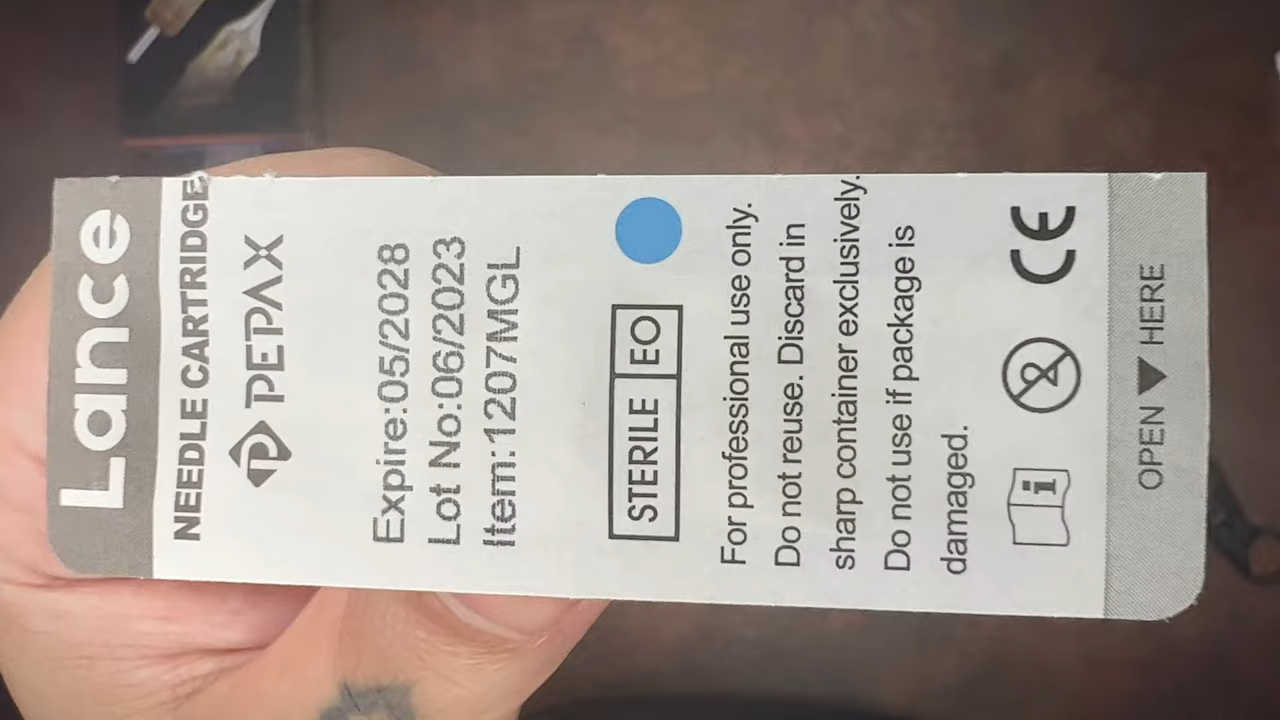 Lance
NEEDLE CARTRIDGE
PEPAX
Expire:05/2028
Lot No:06/2023
Item:1207MGL
STERILE EO
For professional use only.
Do not reuse. Discard in
sharp container exclusively.
Do not use if package is
damaged.
i 2 CE
OPEN ▼ HERE